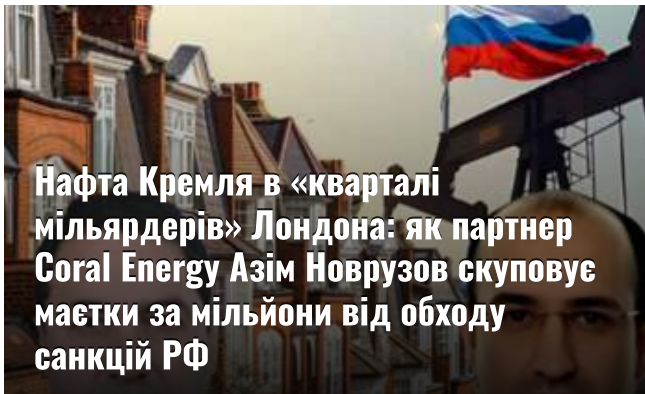 Нафта Кремля в «кварталі
мільярдерів» Лондона: як партнер
Coral Energy Азім Новрузов скуповує
маєтки за мільйони від обходу
санкцій РФ